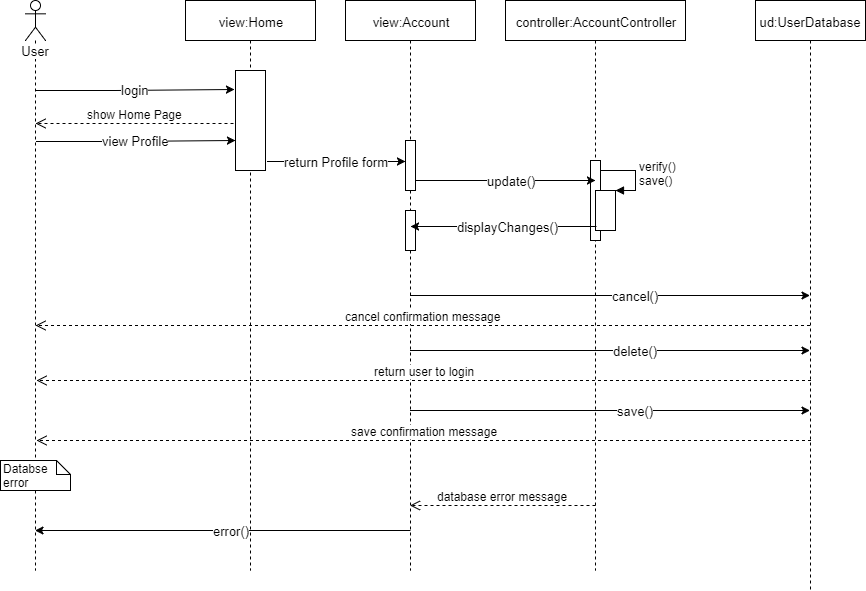 view:Home
view:Account
controller:AccountController
ud:UserDatabase
User
login
show Home Page
view Profile
return Profile form
verify()
save()
update()
displayChanges()
cancel()
cancel confirmation message
delete()
return user to login
save()
save confirmation message
Databse
error
database error message
error()